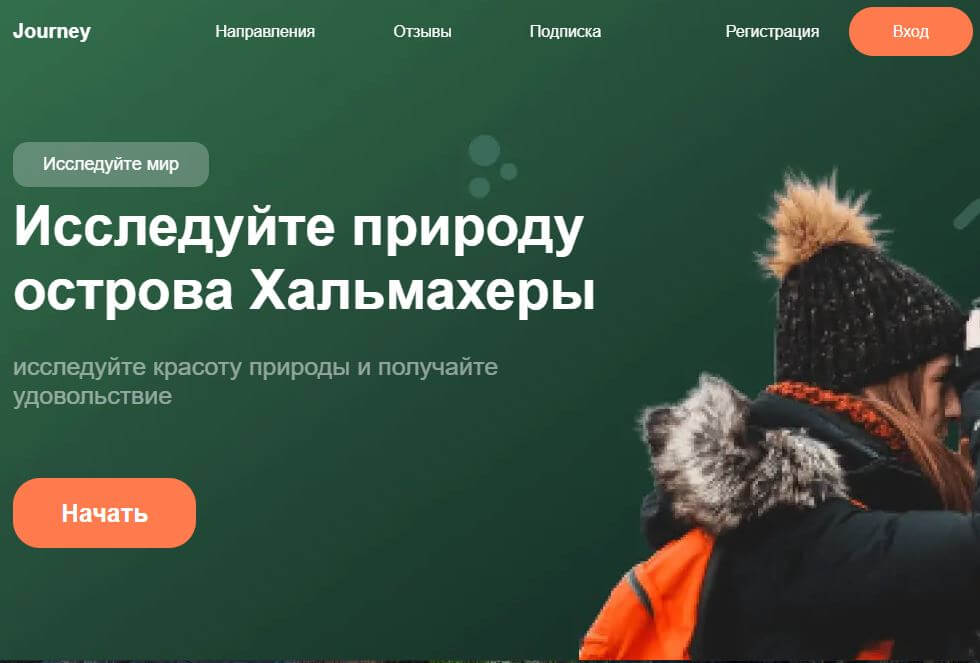 Journey
Направления
Отзывы
Подписка
Регистрация
Вход
Исследуйте мир
Исследуйте природу
острова Хальмахеры
исследуйте красоту природы и получайте
удовольствие
Начать